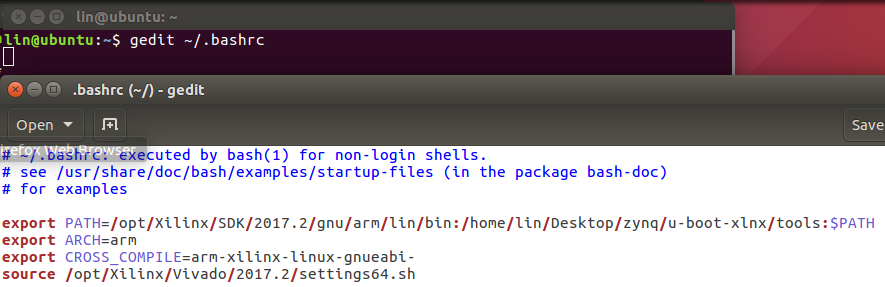 lin@ubuntu: ~
lin@ubuntu:~$ gedit ~/.bashrc
.bashrc (~/) - gedit
Open
Save
irefox Web Browser
# ~/.bashrc: executed by bash(1) for non-login shells.
# see /usr/share/doc/bash/examples/startup-files (in the package bash-doc)
# for examples
export PATH=/opt/Xilinx/SDK/2017.2/gnu/arm/lin/bin:/home/lin/Desktop/zynq/u-boot-xlnx/tools:$PATH
export ARCH=arm
export CROSS_COMPILE=arm-xilinx-linux-gnueabi-
source /opt/Xilinx/Vivado/2017.2/settings64.sh